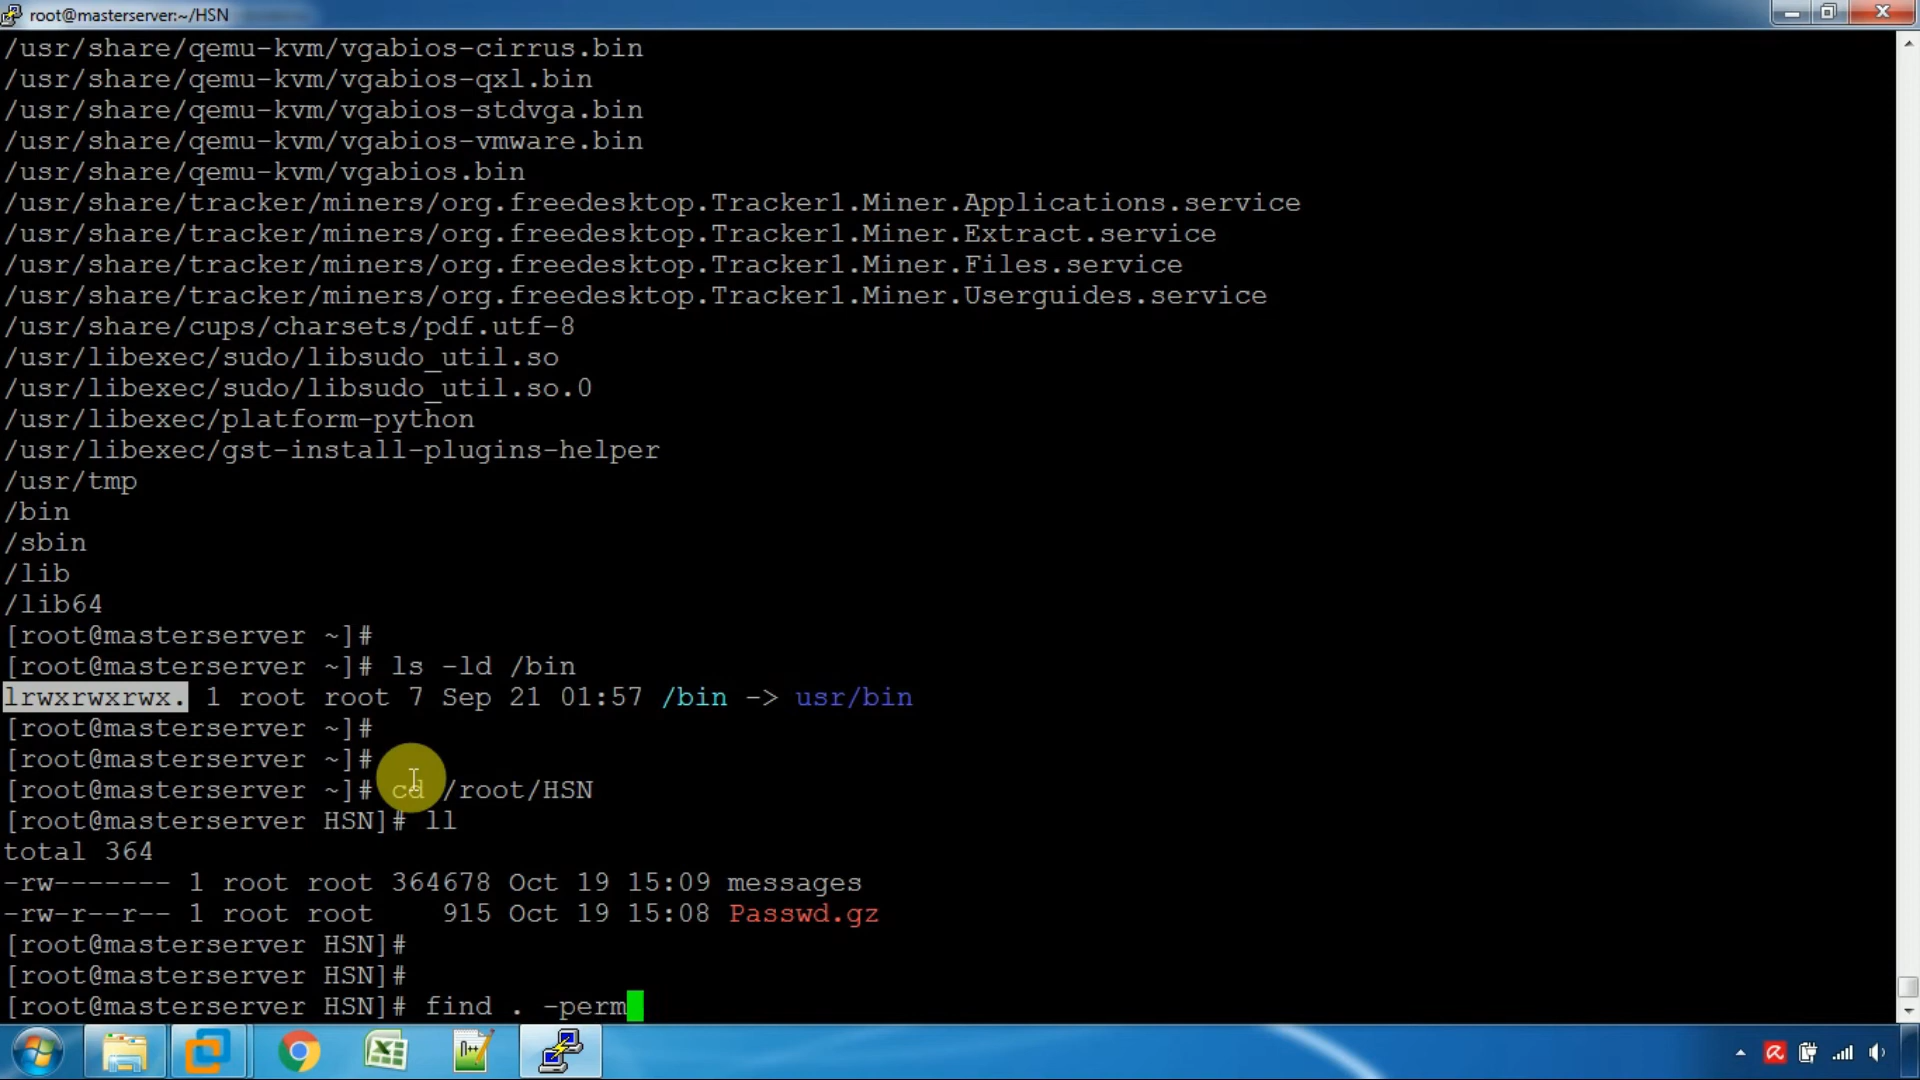 root@masterserver:~/HSN
/usr/share/qemu-kvm/vgabios-cirrus.bin
/usr/share/qemu-kvm/vgabios-qxl.bin
/usr/share/qemu-kvm/vgabios-stdvga.bin
/usr/share/qemu-kvm/vgabios-vmware.bin
/usr/share/qemu-kvm/vgabios.bin
/usr/share/tracker/miners/org.freedesktop.Tracker1.Miner.Applications.service
/usr/share/tracker/miners/org.freedesktop.Tracker1.Miner.Extract.service
/usr/share/tracker/miners/org.freedesktop.Tracker1.Miner.Files.service
/usr/share/tracker/miners/org.freedesktop.Tracker1.Miner.Userguides.service
/usr/share/cups/charsets/pdf.utf-8
/usr/libexec/sudo/libsudo_util.so
/usr/libexec/sudo/libsudo_util.so.0
/usr/libexec/platform-python
/usr/libexec/gst-install-plugins-helper
/usr/tmp
/bin
/sbin
/lib
/lib64
[root@masterserver ~]#
[root@masterserver ~]# ls -ld /bin
lrwxrwxrwx. 1 root root 7 Sep 21 01:57 /bin -> usr/bin
[root@masterserver ~]#
[root@masterserver ~]#
[root@masterserver ~]# cd /root/HSN
[root@masterserver HSN]# ll
total 364
-rw------- 1 root root 364678 Oct 19 15:09 messages
-rw-r--r-- 1 root root    915 Oct 19 15:08 Passwd.gz
[root@masterserver HSN]#
[root@masterserver HSN]#
[root@masterserver HSN]# find . -perm